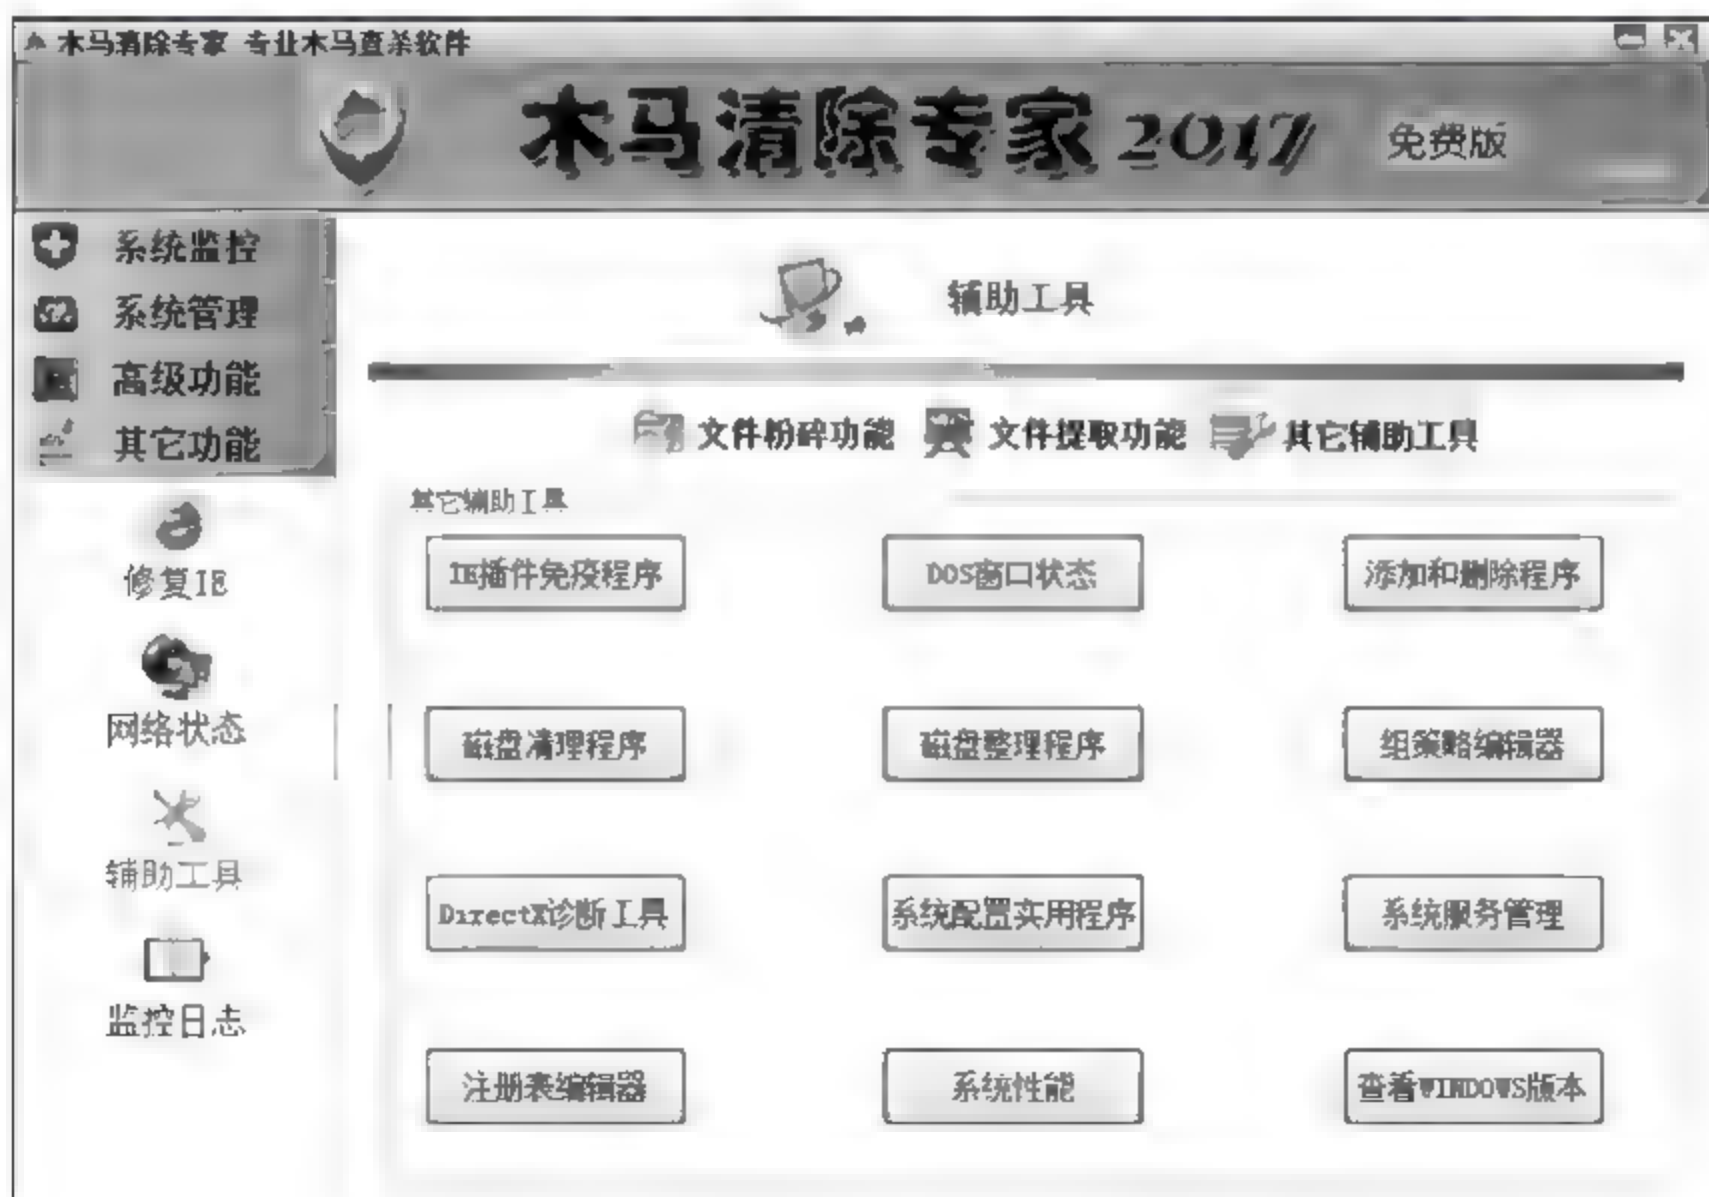 木马清除专家 专业木马查杀软件
木马清除专家2017 免费版
系统监控
系统管理
高级功能
其它功能
修复IE
网络状态
辅助工具
监控日志
辅助工具
文件粉碎功能 文件提取功能 其它辅助工具
其它辅助工具
IE插件免疫程序 DOS窗口状态 添加和删除程序
磁盘清理程序 磁盘整理程序 组策略编辑器
DirectX诊断工具 系统配置实用程序 系统服务管理
注册表编辑器 系统性能 查看WINDOWS版本